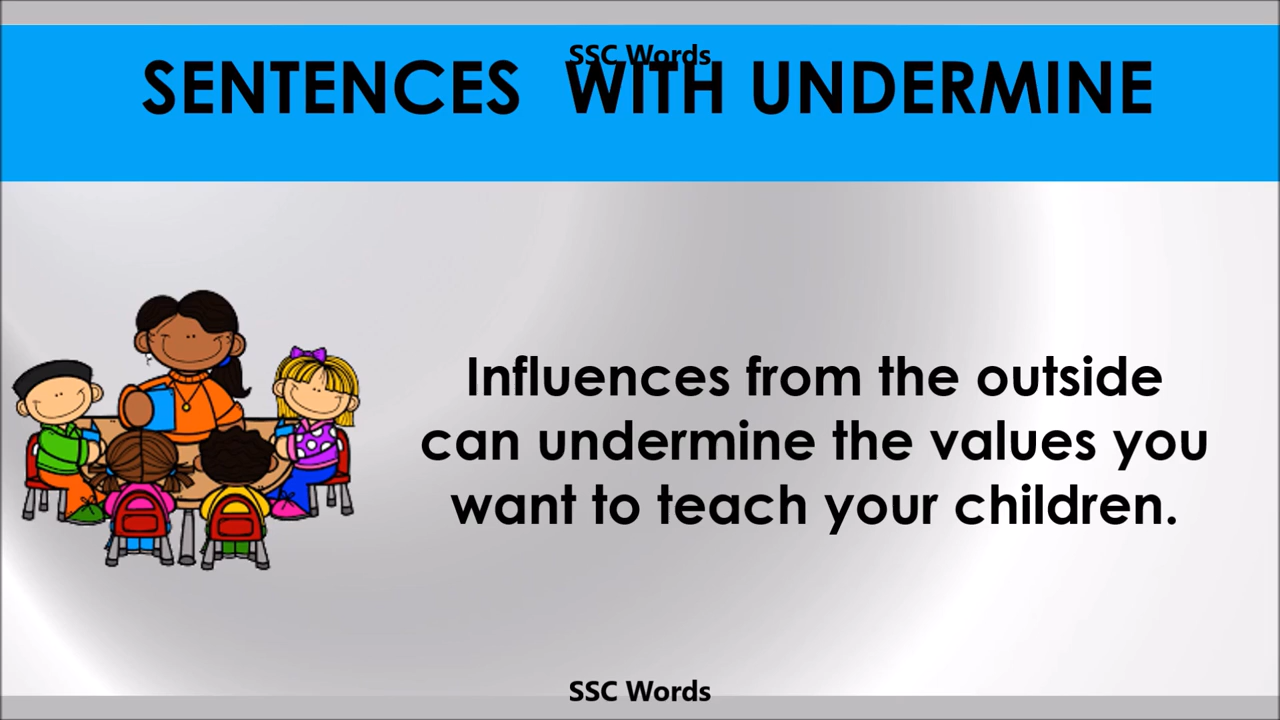 SSC Words
SENTENCES WITH UNDERMINE
Influences from the outside
can undermine the values you
want to teach your children.
SSC Words